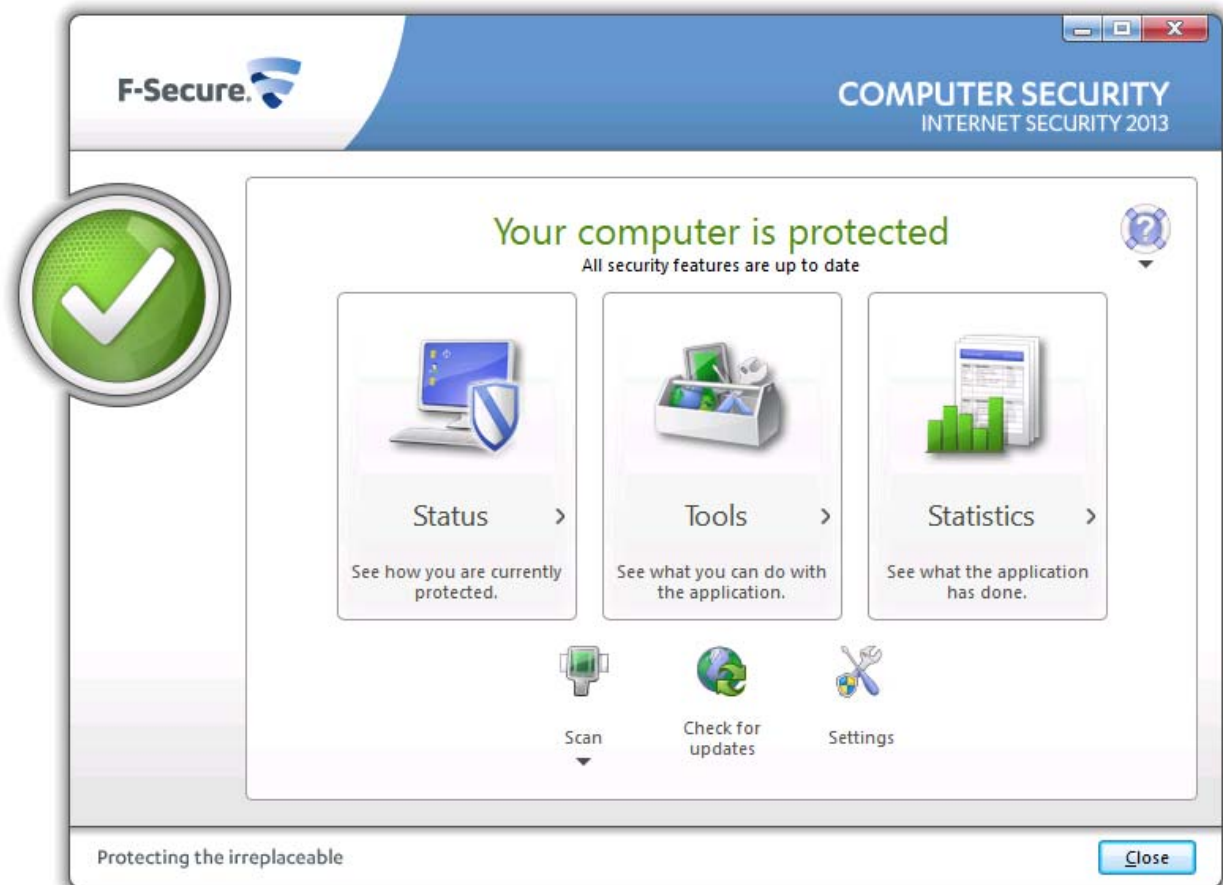 F-Secure.
COMPUTER SECURITY
INTERNET SECURITY 2013
Your computer is protected
All security features are up to date
Status
See how you are currently
protected.
Tools
See what you can do with
the application.
Statistics
See what the application
has done.
Scan
Check for
updates
Settings
Protecting the irreplaceable
Close